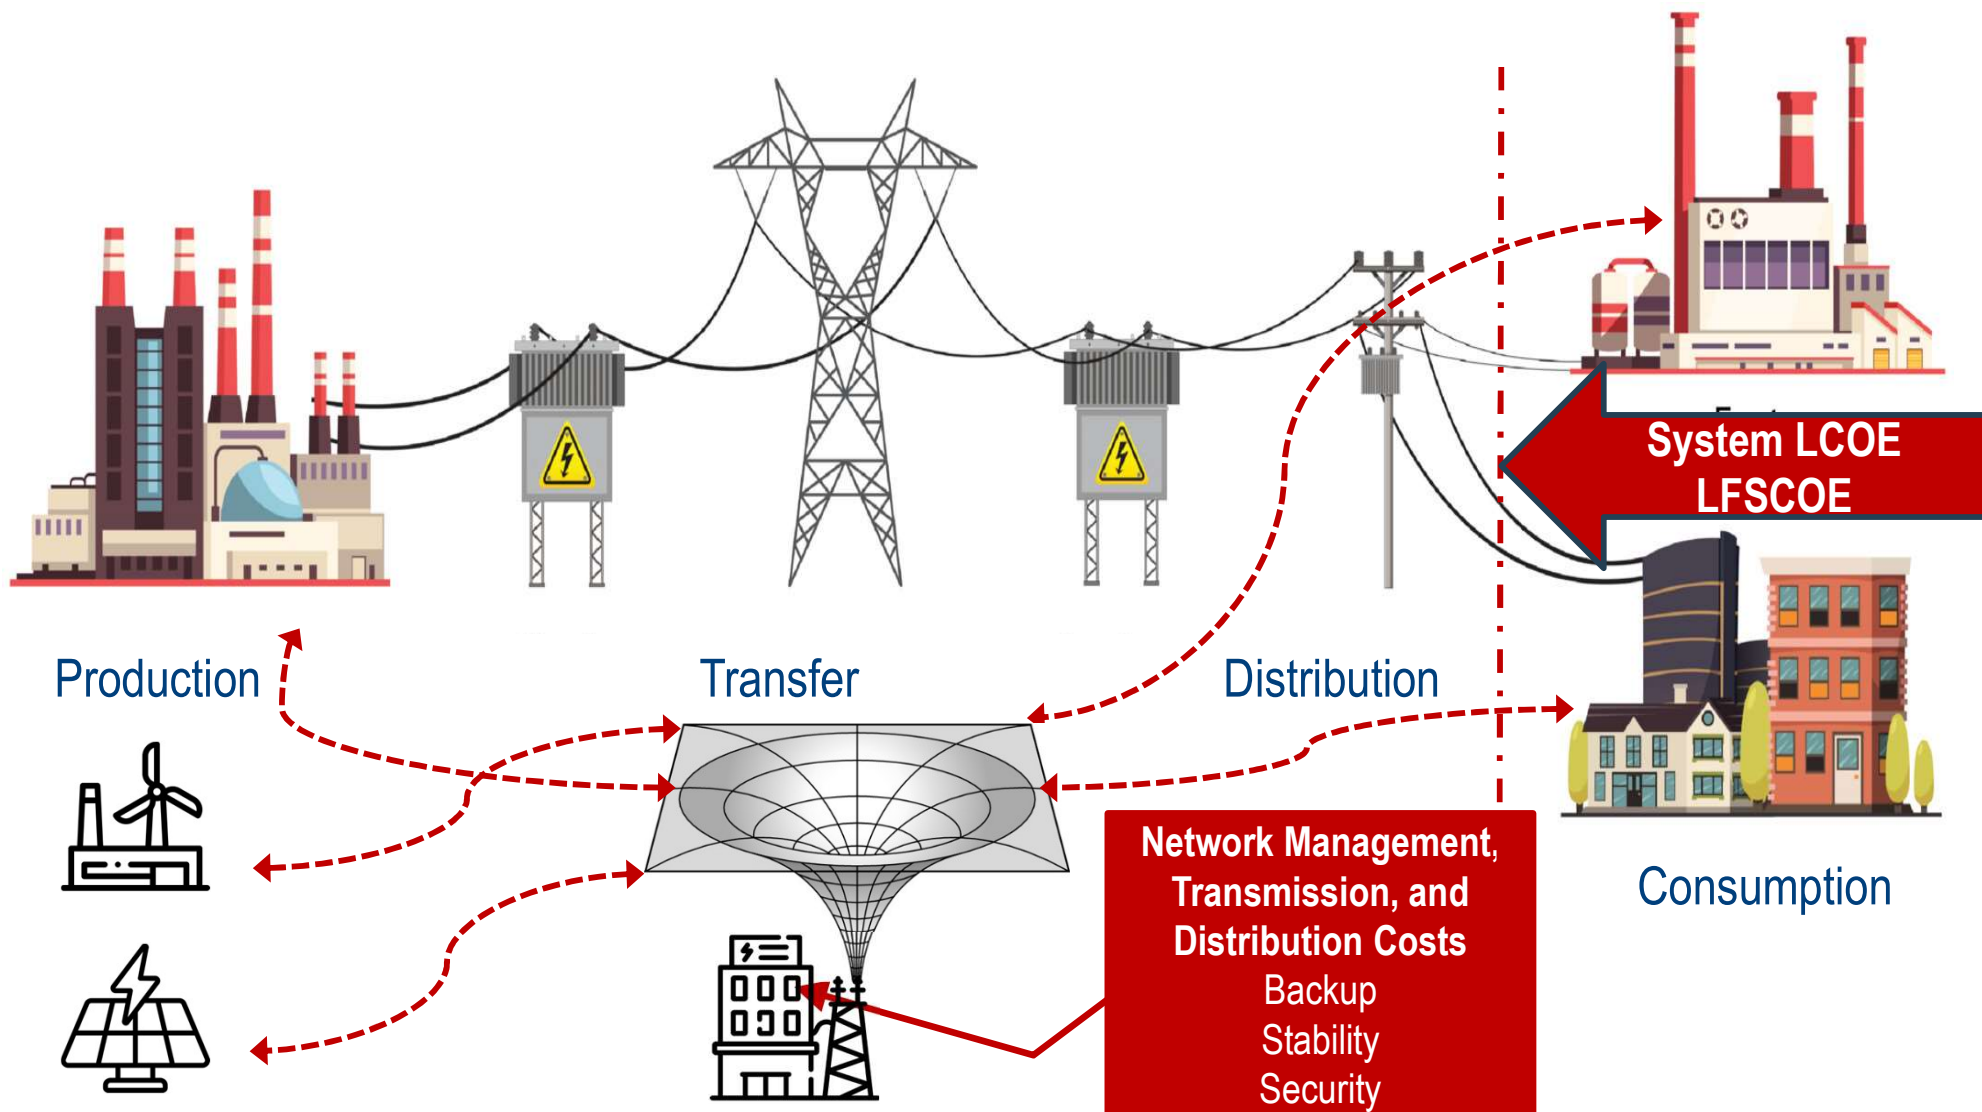 System LCOE
LFSCOE
Production
Transfer
Distribution
Consumption
Network Management,
Transmission, and
Distribution Costs
Backup
Stability
Security